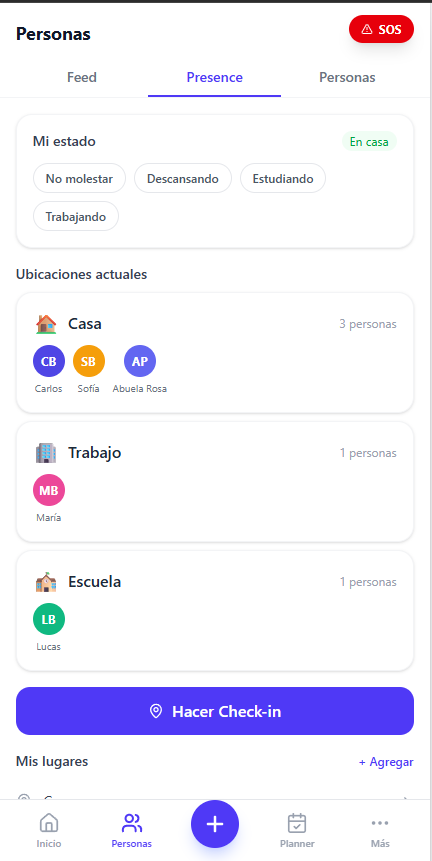 Personas
SOS
Feed Presence Personas
Mi estado
En casa
No molestar Descansando Estudiando
Trabajando
Ubicaciones actuales
Casa
3 personas
CB SB AP
Carlos Sofía Abuela Rosa
Trabajo
1 personas
MB
María
Escuela
1 personas
LB
Lucas
Hacer Check-in
Mis lugares
+ Agregar
Inicio Personas Planner Más